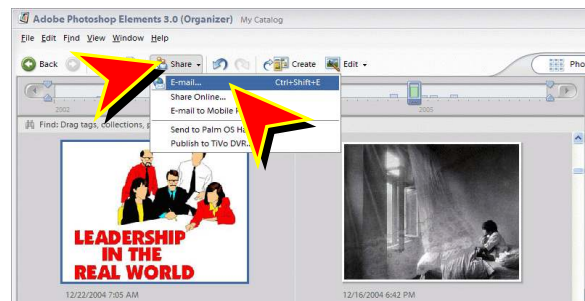 Adobe Photoshop Elements 3.0 (Organizer) My Catalog
File Edit Find View Window Help
Back Share Create Edit Pho
E-mail... Ctrl+Shift+E
Share Online...
E-mail to Mobile
2002 2005
Find: Drag tags, collections,
Send to Palm OS
Publish to TiVo DVR...
LEADERSHIP
IN THE
REAL WORLD
12/22/2004 7:05 AM 12/16/2004 6:42 PM